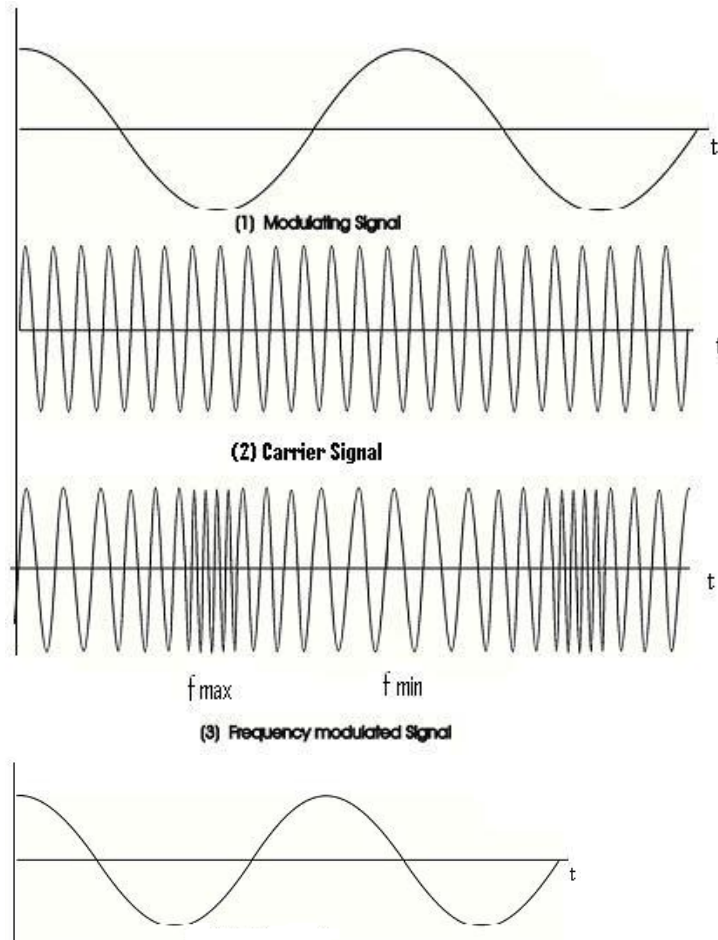 t
(1) Modulating Signal
t
(2) Carrier Signal
t
f max f min
(3) Frequency modulated Signal
t